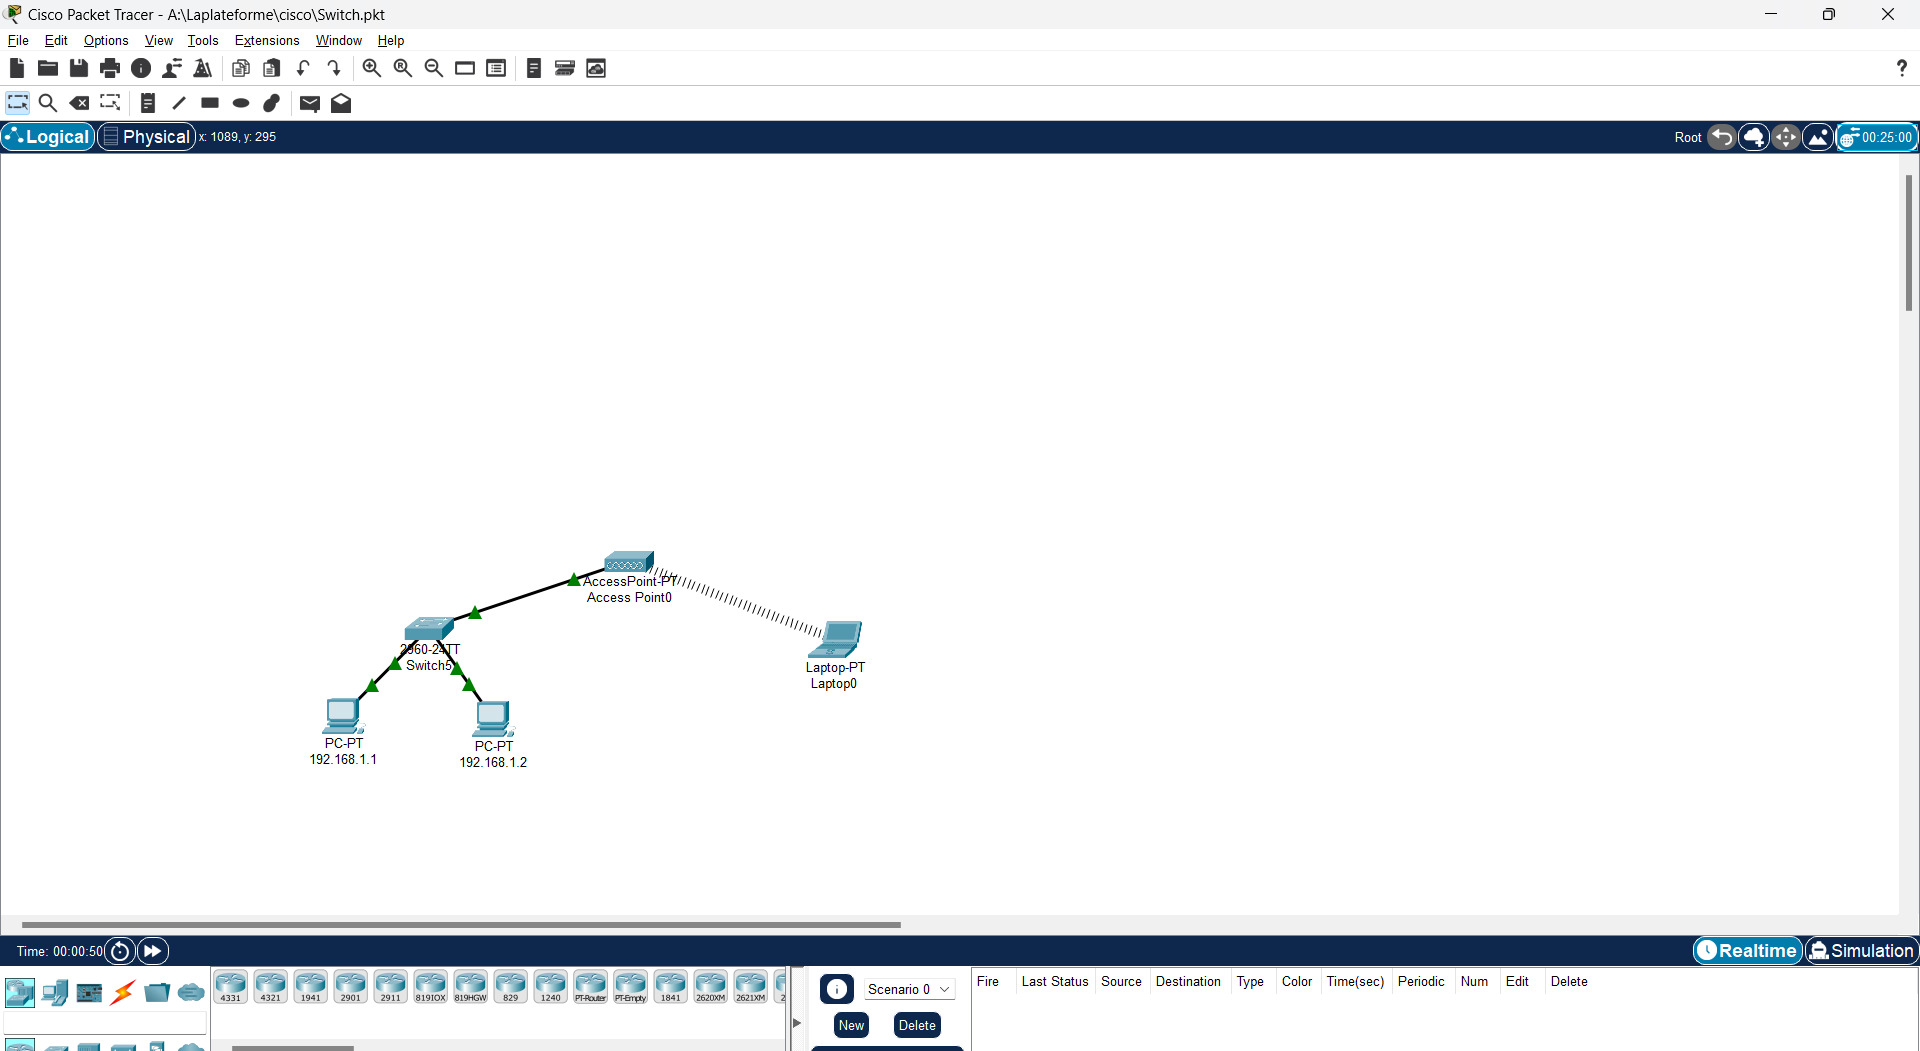 Cisco Packet Tracer - A:\Laplateforme\cisco\Switch.pkt
File Edit Options View Tools Extensions Window Help
Logical Physical x: 1089, y: 295 Root 00:25:00
AccessPoint-PT
Access Point0
2960-24TT
Switch5
Laptop-PT
Laptop0
PC-PT
192.168.1.1
PC-PT
192.168.1.2
Time: 00:00:50 Realtime Simulation
4331 4321 1941 2901 2911 819IOX 819HGW 829 1240 PT-Router PT-Empty 1841 2620XM 2621XM 2
Scenario 0
New Delete
Fire Last Status Source Destination Type Color Time(sec) Periodic Num Edit Delete